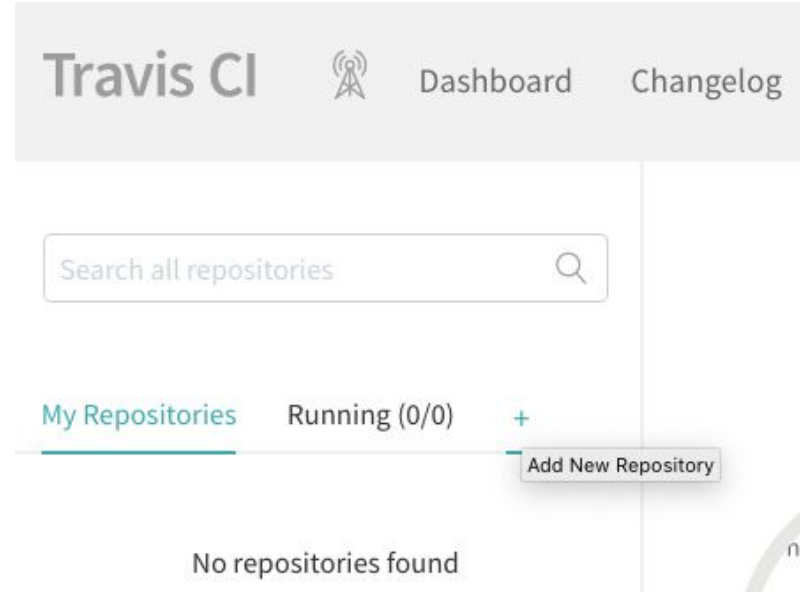 Travis CI Dashboard Changelog
Search all repositories
My Repositories Running (0/0) +
Add New Repository
No repositories found